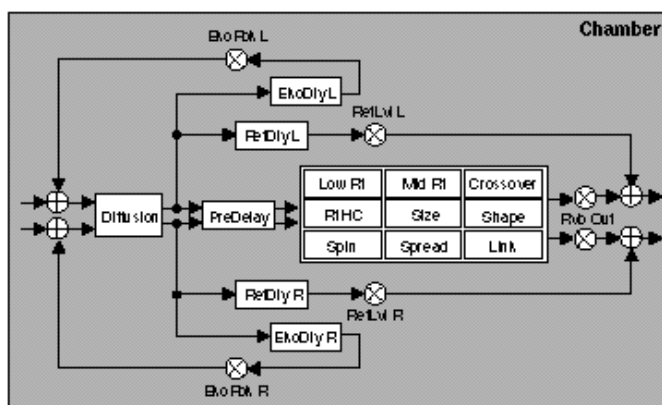 Chamber
EkoFbk L
EkoDlyL
RefLvl L
RefDlyL
Low Rt Mid Rt Crossover
Diffusion PreDelay RtHC Size Shape
Rvb Out
Spin Spread Link
RefDly R
RefLvl R
EkoDly R
EkoFbk R